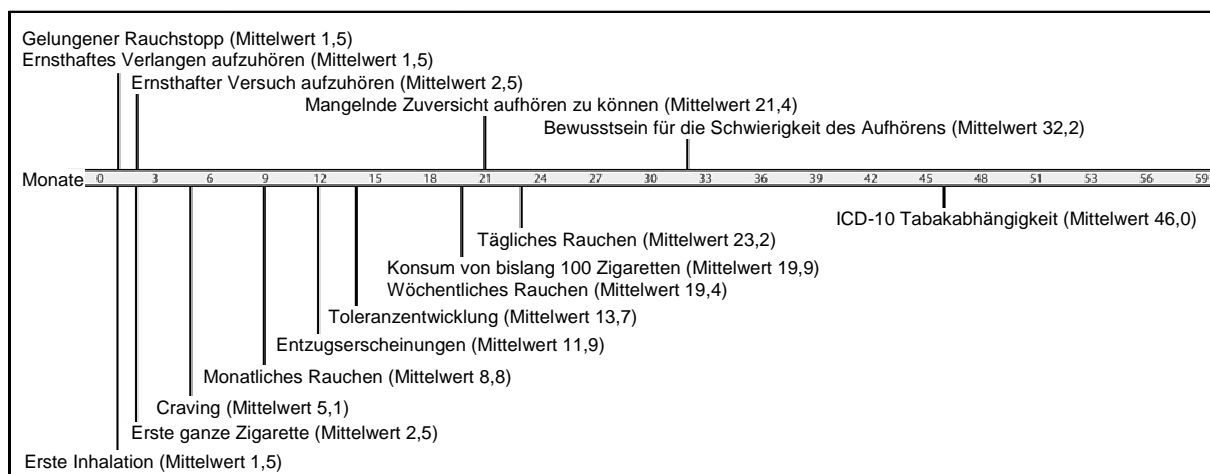 Gelungener Rauchstopp (Mittelwert 1,5)
Ernsthaftes Verlangen aufzuhören (Mittelwert 1,5)
Ernsthafter Versuch aufzuhören (Mittelwert 2,5)
Mangelnde Zuversicht aufhören zu können (Mittelwert 21,4)
Bewusstsein für die Schwierigkeit des Aufhörens (Mittelwert 32,2)
Monate 0 3 6 9 12 15 18 21 24 27 30 33 36 39 42 45 48 51 53 56 59
ICD-10 Tabakabhängigkeit (Mittelwert 46,0)
Tägliches Rauchen (Mittelwert 23,2)
Konsum von bislang 100 Zigaretten (Mittelwert 19,9)
Wöchentliches Rauchen (Mittelwert 19,4)
Toleranzentwicklung (Mittelwert 13,7)
Entzugserscheinungen (Mittelwert 11,9)
Monatliches Rauchen (Mittelwert 8,8)
Craving (Mittelwert 5,1)
Erste ganze Zigarette (Mittelwert 2,5)
Erste Inhalation (Mittelwert 1,5)